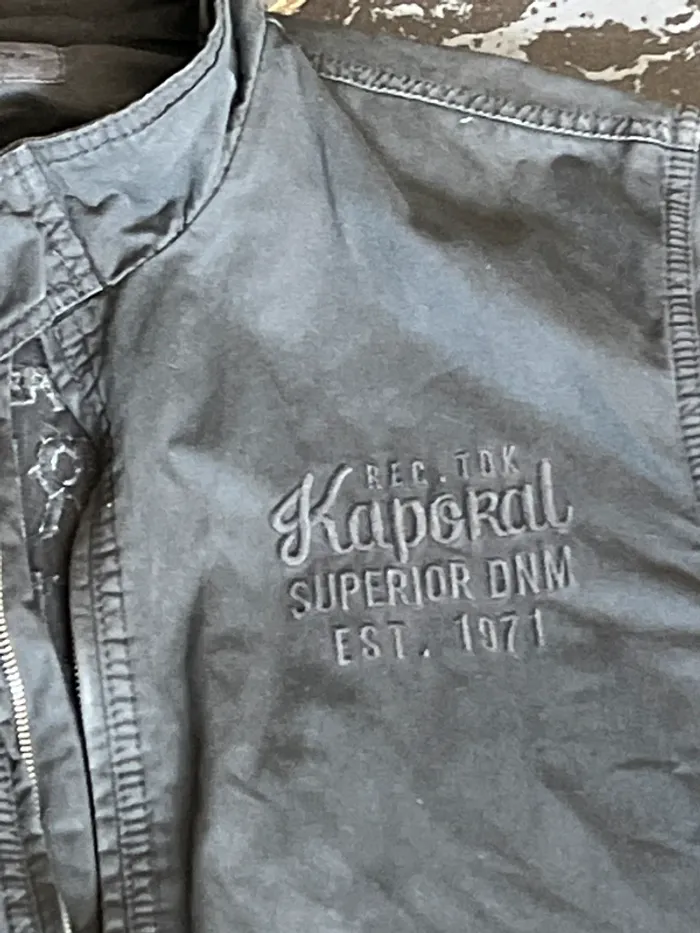 REC. TDK
Kaporal
SUPERIOR DNM
EST. 1971